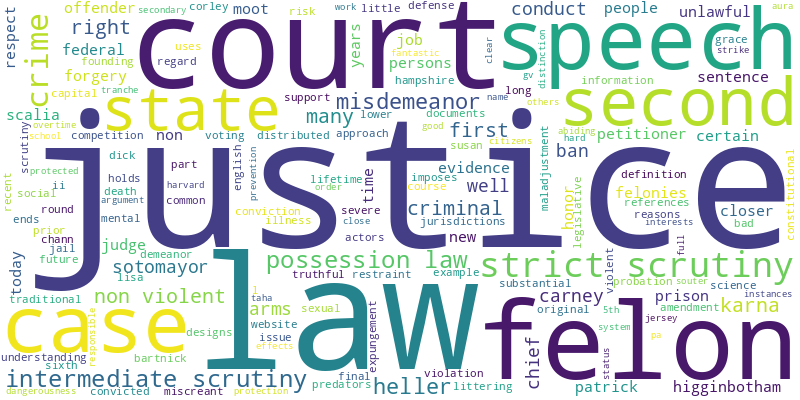 respect
offender
secondary
corley
moot
risk
work
little
defense
conduct
people
unlawful
aura
crime
right
federal
founding
regard
uses
years
job
persons
fantastic
clear
distinction
gv
grace
strike
court
speech
forgery
capital
tranche
support
hampshire
long
documents
name
information
others
sentence
state
many
misdemeanor
second
scalia
overtime
school
competition
non
voting
distributed
approach
lower
good
susan
citizens
first
petitioner
hard
abiding
certain
scrutiny
protected
recent
dick
part
english
prevention
lifetime
order
imposes
course
evidence
ban
maladjustment
justice
social
ii
holds
death
argument
harvard
common
mental
time
well
definition
felonies
references
reasons
interests
constitutional
prior
round
conviction
illness
severe
close
criminal
jurisdictions
honor
legislative
closer
bad
full
ends
chann
jail
future
judge
demeanor
lisa
actors
new
today
sotomayor
possession law
truthful
restraint
example
strict scrutiny
violent
traditional
non violent
law
l
taha
sexual
substantial
probation
souter
science
instances
arms
carney
prison
amendment
karna
case
responsible
designs
website
issue
effects
expungement
heller
original
5th
system
jersey
pa
felon
chief
status
understanding
sixth
bartnick
final
violation
intermediate scrutiny
predators
littering
patrick
higginbotham
dangerousness
convicted
miscreant
protection